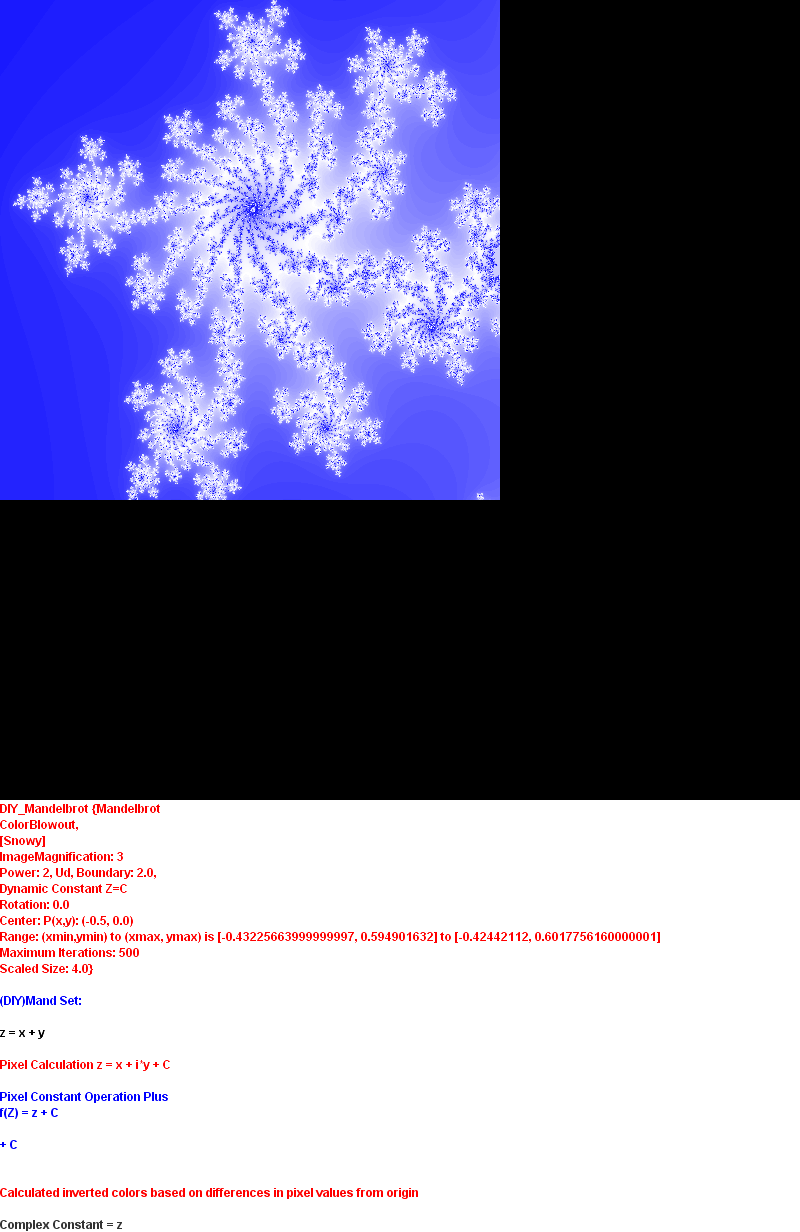 DIY_Mandelbrot {Mandelbrot
ColorBlowout,
[Snowy]
ImageMagnification: 3
Power: 2, Ud, Boundary: 2.0,
Dynamic Constant Z=C
Rotation: 0.0
Center: P(x,y): (-0.5, 0.0)
Range: (xmin,ymin) to (xmax, ymax) is [-0.43225663999999997, 0.594901632] to [-0.42442112, 0.6017756160000001]
Maximum Iterations: 500
Scaled Size: 4.0}
(DIY)Mand Set:
z = x + y
Pixel Calculation z = x + i*y + C
Pixel Constant Operation Plus
f(Z) = z + C
+ C
Calculated inverted colors based on differences in pixel values from origin
Complex Constant = z